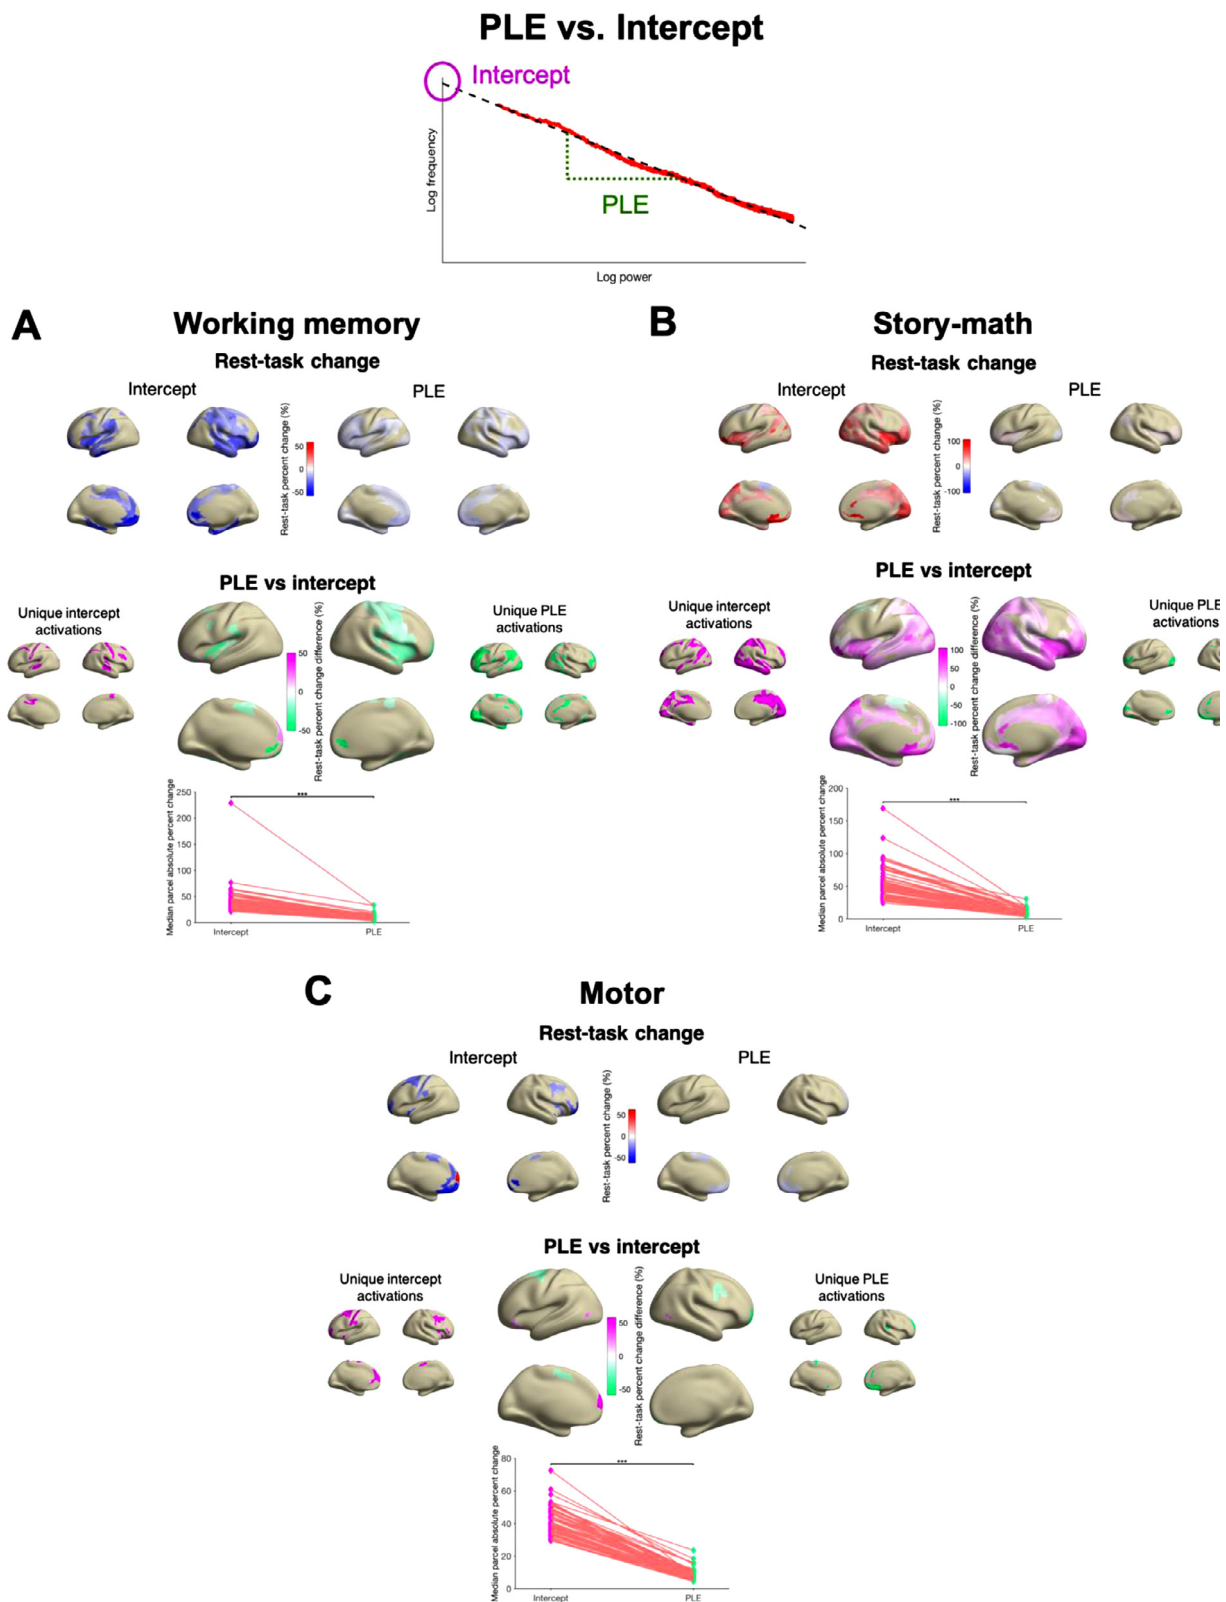 PLE vs. Intercept
Intercept
Log frequency
PLE
Log power
A
Working memory
Rest-task change
Intercept
PLE
Rest-task percent change (%)
50
0
-50
PLE vs intercept
Unique intercept
activations
Rest-task percent change difference (%)
50
0
-50
Unique PLE
activations
Median parcel absolute percent change
250
200
150
100
50
0
***
Intercept
PLE
B
Story-math
Rest-task change
Intercept
PLE
Rest-task percent change (%)
100
0
-100
PLE vs intercept
Unique intercept
activations
Rest-task percent change difference (%)
100
50
0
-50
-100
Unique PLE
activations
Median parcel absolute percent change
200
150
100
50
0
***
Intercept
PLE
C
Motor
Rest-task change
Intercept
PLE
Rest-task percent change (%)
50
0
-50
PLE vs intercept
Unique intercept
activations
Rest-task percent change difference (%)
50
0
-50
Unique PLE
activations
Median parcel absolute percent change
80
60
40
20
0
***
Intercept
PLE